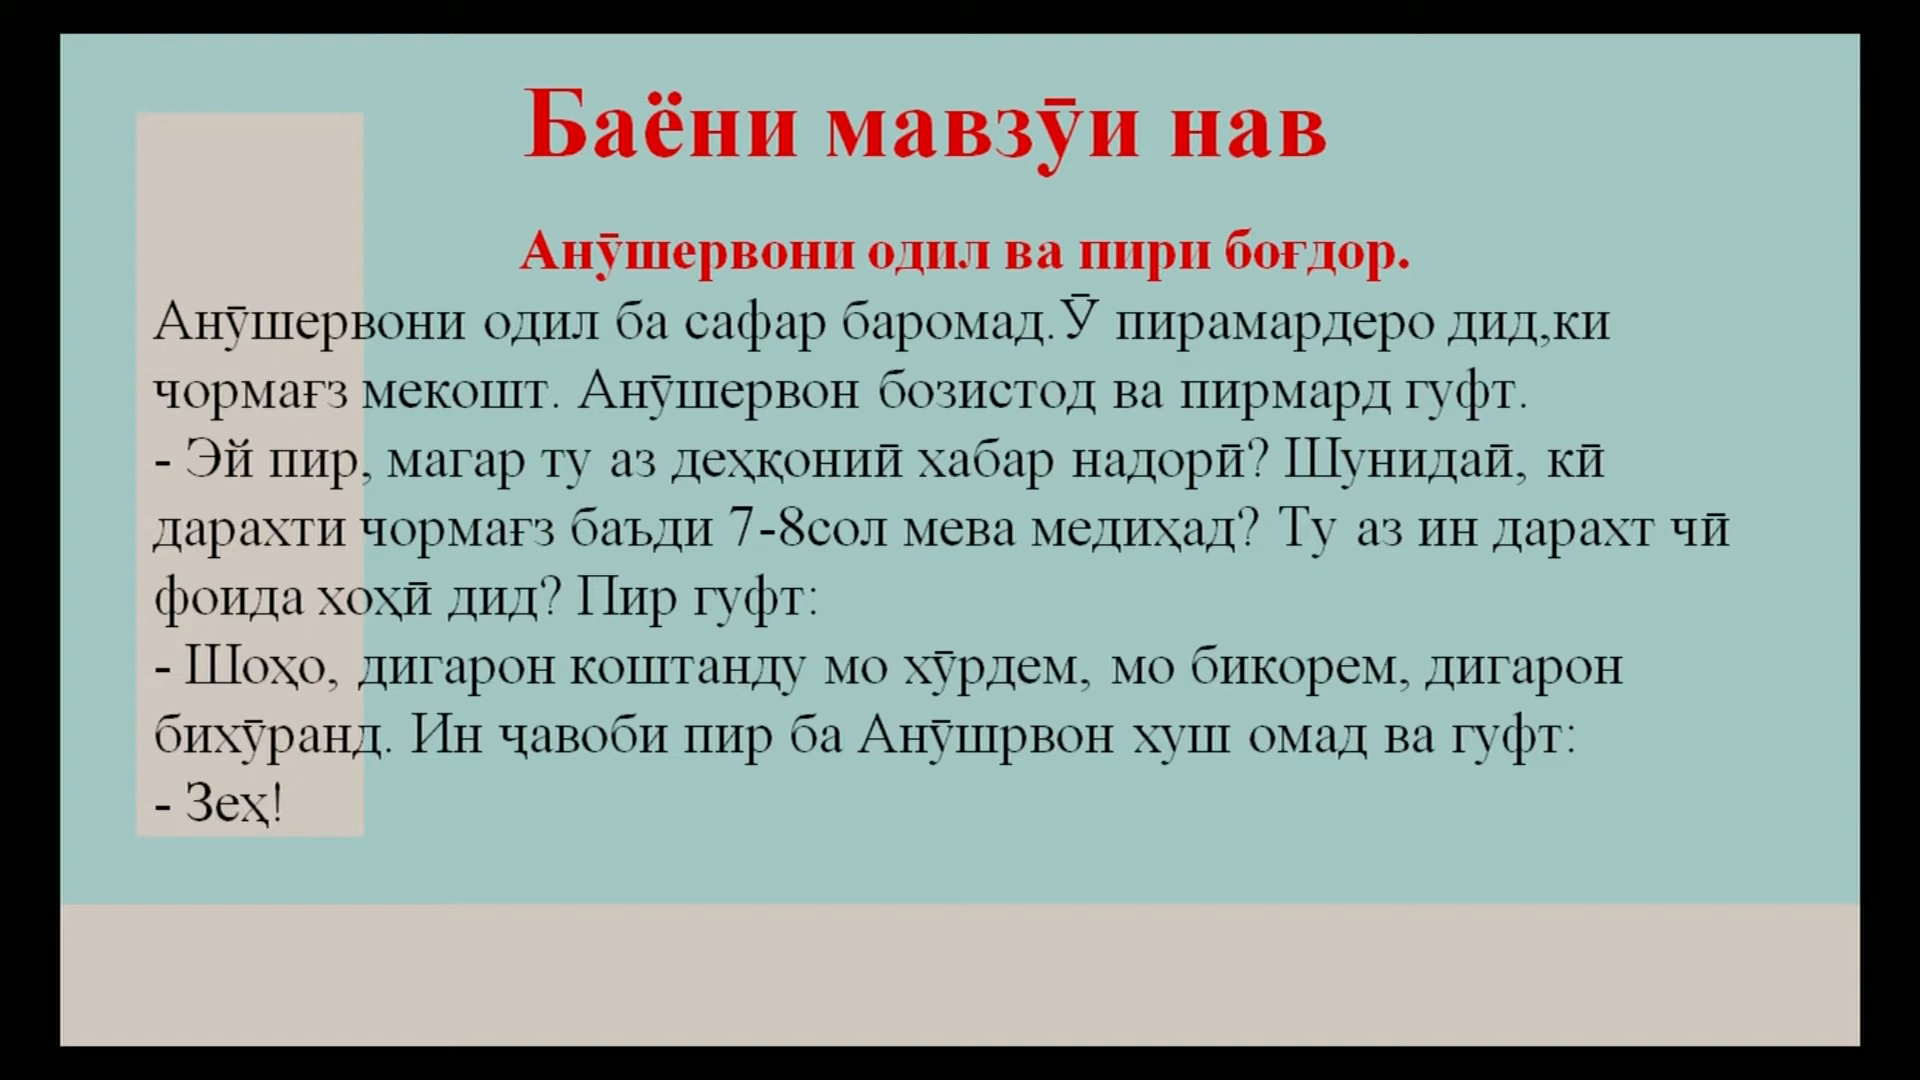 Баёни мавзӯи нав
Анӯшервони одил ва пири боғдор.
Анӯшервони одил ба сафар баромад.Ӯ пирамардеро дид,ки
чормағз мекошт. Анӯшервон бозистод ва пирмард гуфт.
- Эй пир, магар ту аз деҳқониӣ хабар надорӣ? Шунидаӣ, кӣ
дарахти чормағз баъди 7-8сол мева медиҳад? Ту аз ин дарахт чӣ
фоида хоҳӣ дид? Пир гуфт:
- Шоҳо, дигарон коштанду мо хӯрдем, мо бикорем, дигарон
бихӯранд. Ин ҷавоби пир ба Анӯшрвон хуш омад ва гуфт:
- Зеҳ!